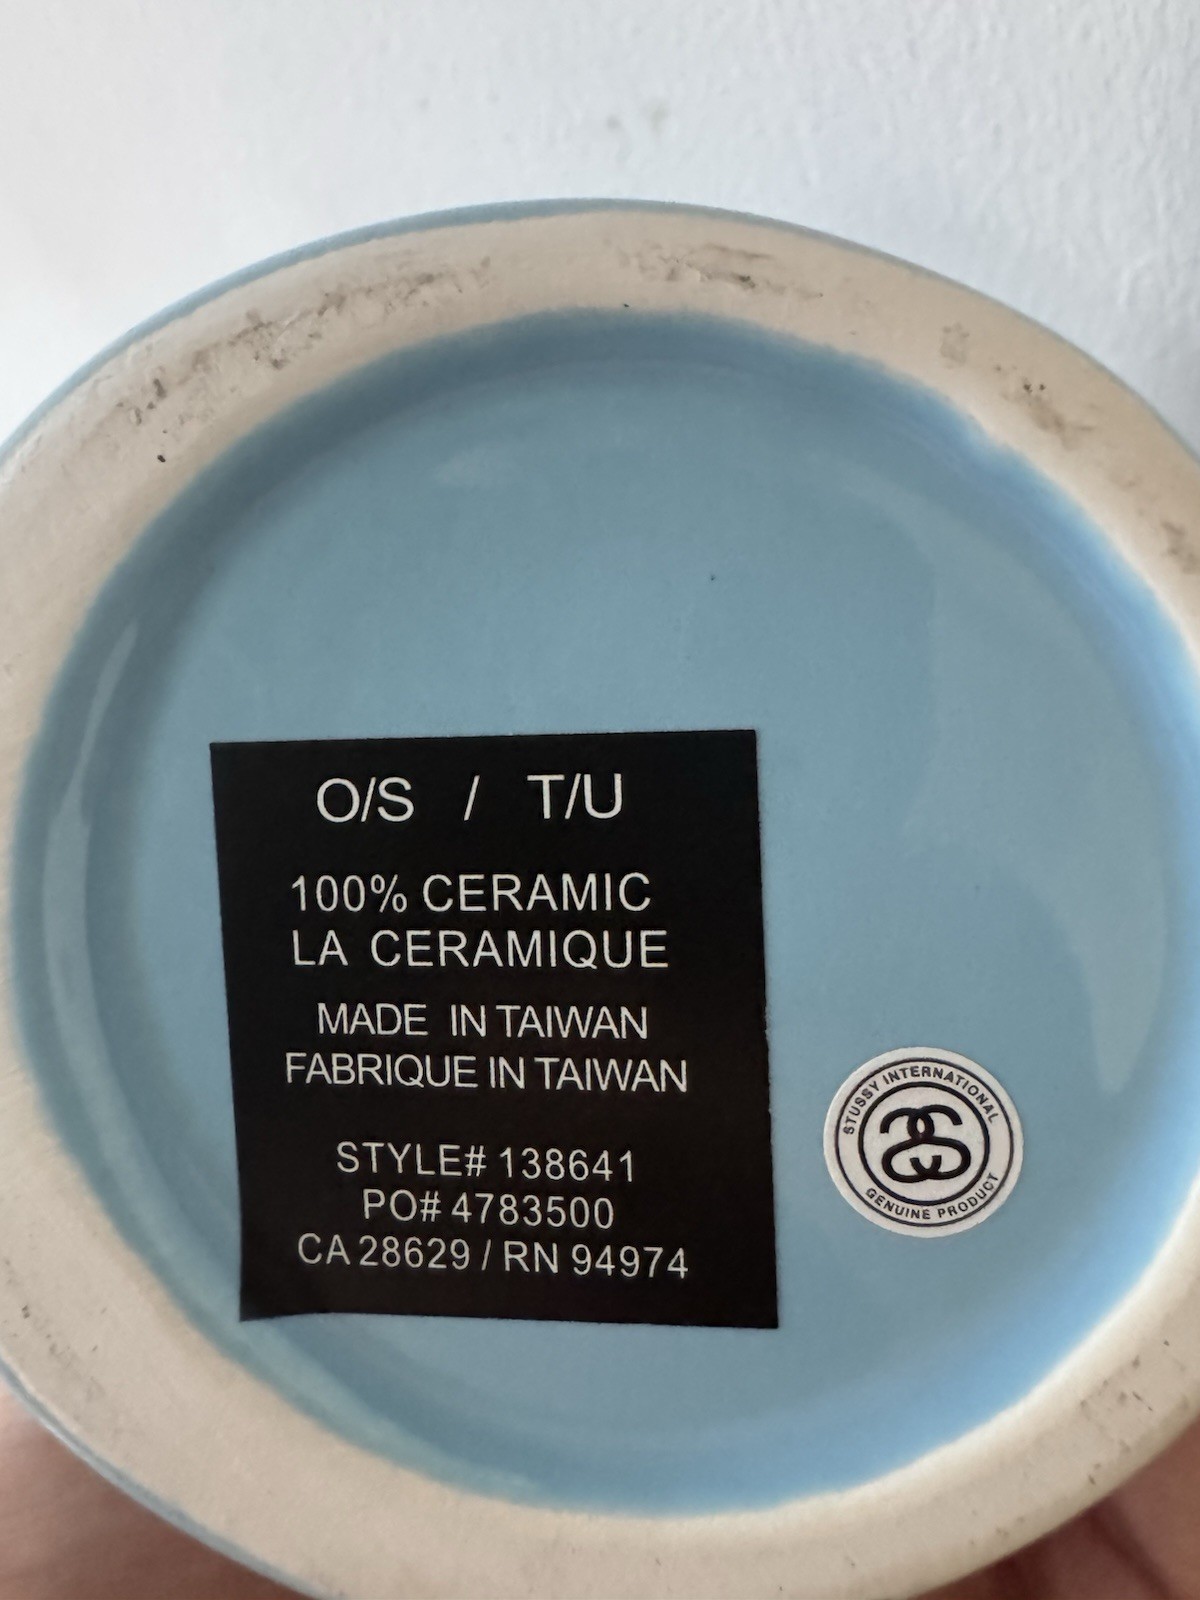 O/S / T/U
100% CERAMIC
LA CERAMIQUE
MADE IN TAIWAN
FABRIQUE IN TAIWAN
STYLE# 138641
PO# 4783500
CA 28629 / RN 94974
STUSSY INTERNATIONAL
GENUINE PRODUCT